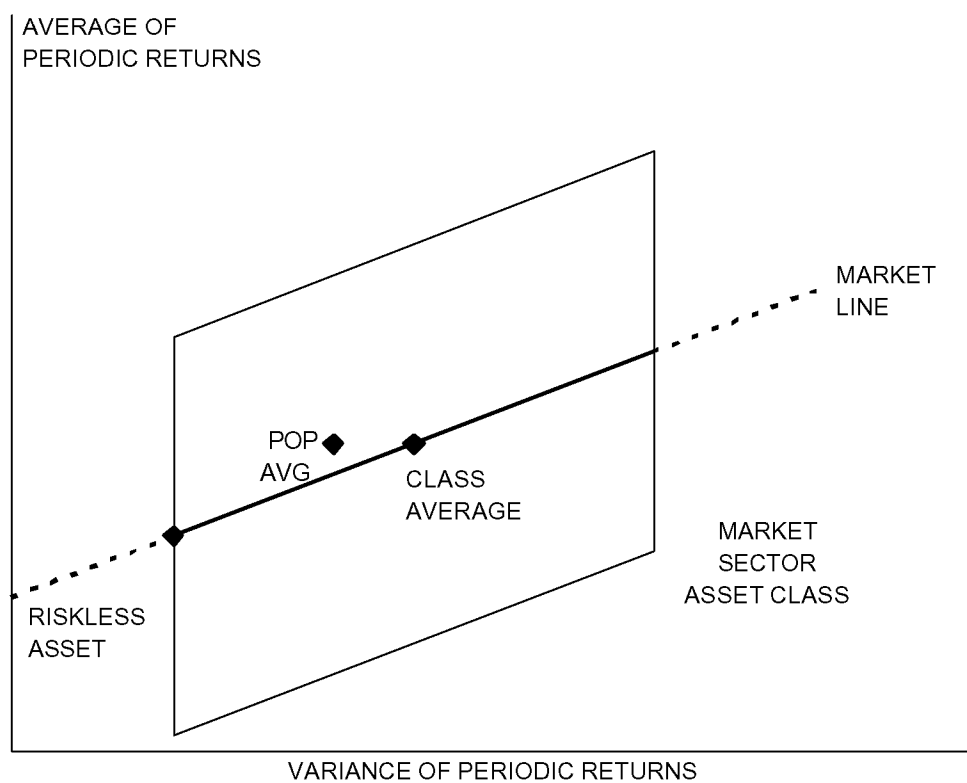 AVERAGE OF
PERIODIC RETURNS
MARKET
LINE
POP
AVG
CLASS
AVERAGE
MARKET
SECTOR
ASSET CLASS
RISKLESS
ASSET
VARIANCE OF PERIODIC RETURNS